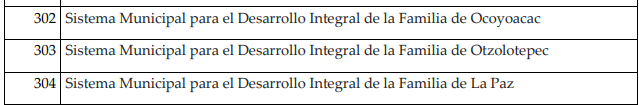 302 Sistema Municipal para el Desarrollo Integral de la Familia de Ocoyoacac
303 Sistema Municipal para el Desarrollo Integral de la Familia de Otzolotepec
304 Sistema Municipal para el Desarrollo Integral de la Familia de La Paz